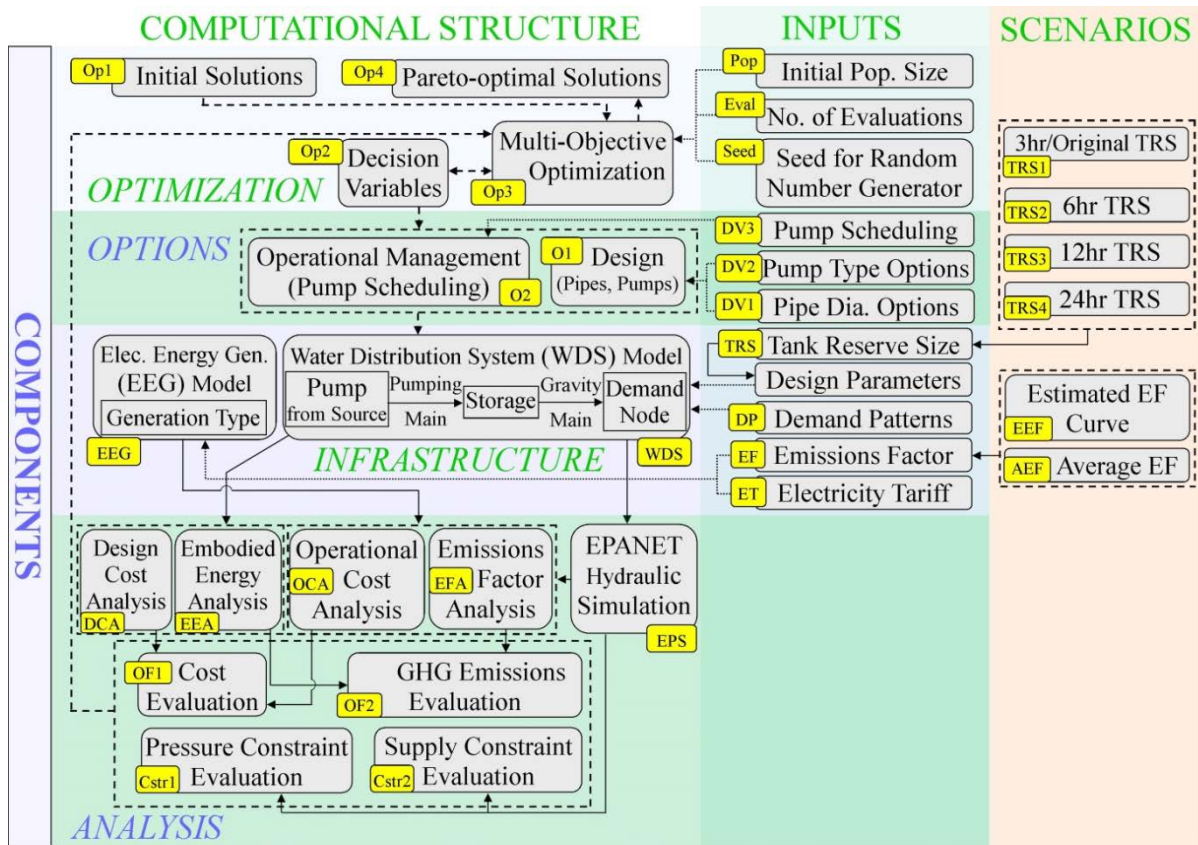 COMPUTATIONAL STRUCTURE
INPUTS
SCENARIOS
COMPONENTS
Op1
Initial Solutions
Op4
Pareto-optimal Solutions
Op2
Decision
Variables
Multi-Objective
Optimization
Op3
OPTIMIZATION
Pop
Initial Pop. Size
Eval
No. of Evaluations
Seed
Seed for Random
Number Generator
3hr/Original TRS
TRS1
TRS2
6hr TRS
TRS3
12hr TRS
TRS4
24hr TRS
OPTIONS
Operational Management
(Pump Scheduling)
O2
O1
Design
(Pipes, Pumps)
DV3
Pump Scheduling
DV2
Pump Type Options
DV1
Pipe Dia. Options
Elec. Energy Gen.
(EEG) Model
Generation Type
EEG
Water Distribution System (WDS) Model
Pump
from Source
Pumping
Main
Storage
Gravity
Main
Demand
Node
WDS
INFRASTRUCTURE
TRS
Tank Reserve Size
Design Parameters
DP
Demand Patterns
EF
Emissions Factor
ET
Electricity Tariff
Estimated EF
Curve
EEF
AEF
Average EF
Design
Cost
Analysis
DCA
Embodied
Energy
Analysis
EEA
Operational
Cost
Analysis
OCA
Emissions
Factor
Analysis
EFA
EPANET
Hydraulic
Simulation
EPS
OF1
Cost
Evaluation
GHG Emissions
Evaluation
OF2
Pressure Constraint
Evaluation
Cstr1
Supply Constraint
Evaluation
Cstr2
ANALYSIS